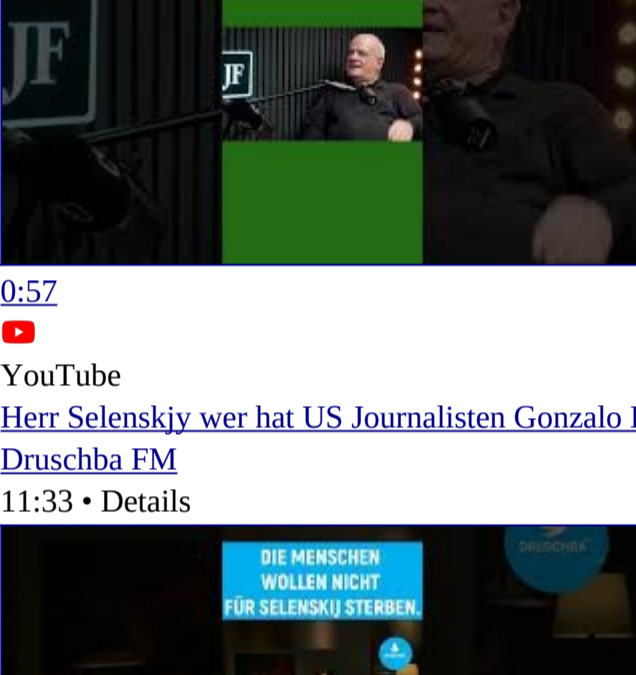 JF
JF
0:57
YouTube
Herr Selenskjy wer hat US Journalisten Gonzalo
Druschba FM
11:33 • Details
DRUSCHBA
DIE MENSCHEN
WOLLEN NICHT
FÜR SELENSKIJ STERBEN.